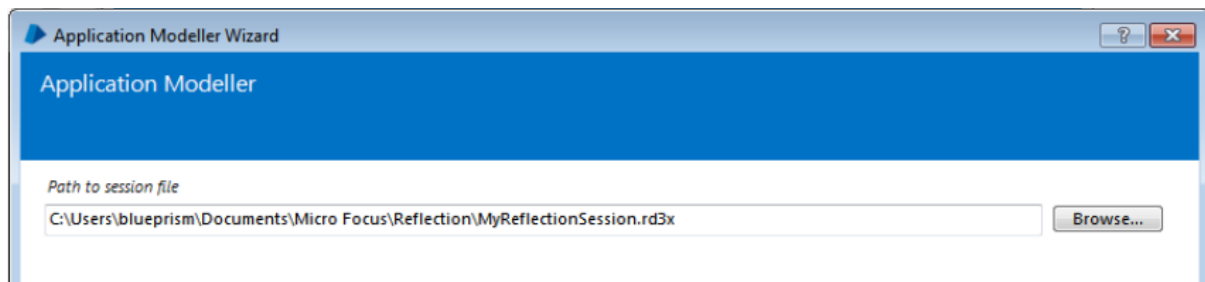 Application Modeller Wizard
?
Application Modeller
Path to session file
C:\Users\blueprism\Documents\Micro Focus\Reflection\MyReflectionSession.rd3x
Browse...